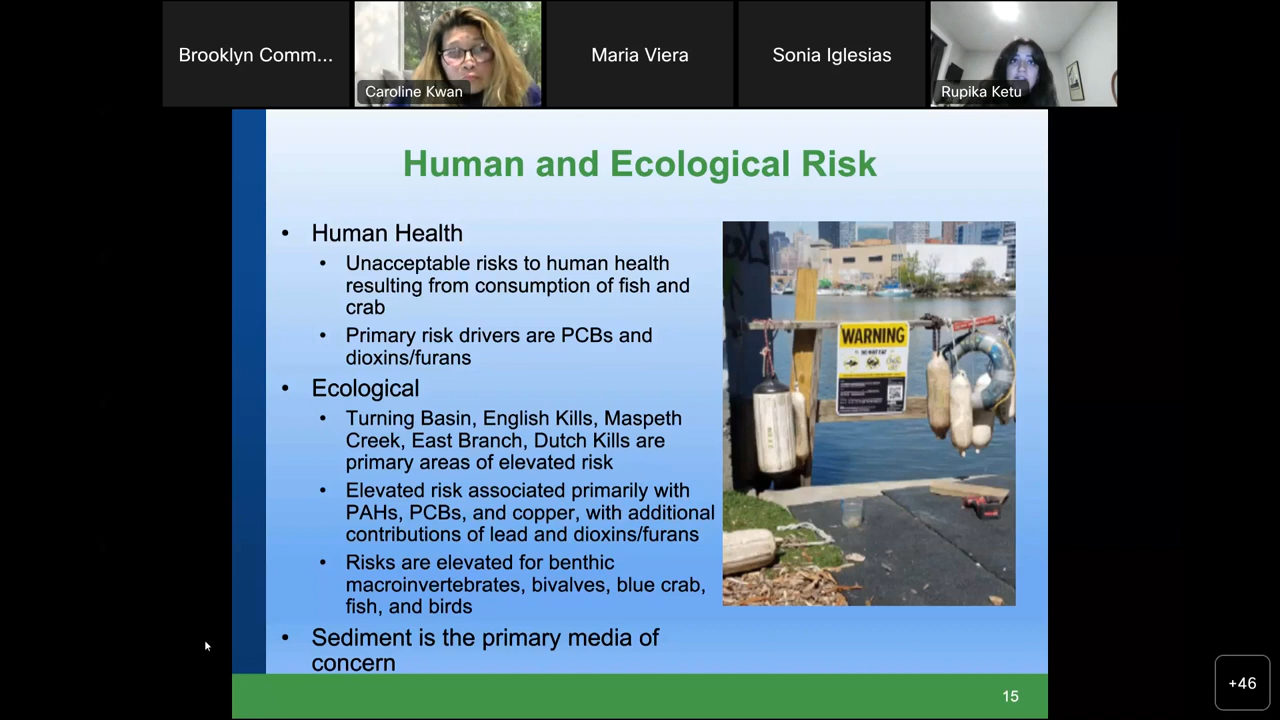 Brooklyn Comm...
Caroline Kwan
Maria Viera
Sonia Iglesias
Rupika Ketu
Human and Ecological Risk
• Human Health
• Unacceptable risks to human health
resulting from consumption of fish and
crab
• Primary risk drivers are PCBs and
dioxins/furans
• Ecological
• Turning Basin, English Kills, Maspeth
Creek, East Branch, Dutch Kills are
primary areas of elevated risk
• Elevated risk associated primarily with
PAHs, PCBs, and copper, with additional
contributions of lead and dioxins/furans
• Risks are elevated for benthic
macroinvertebrates, bivalves, blue crab,
fish, and birds
• Sediment is the primary media of
concern
WARNING
15
+46